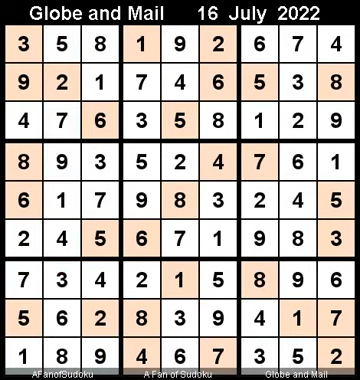 Globe and Mail 16 July 2022
3 5 8 1 9 2 6 7 4
9 2 1 7 4 6 5 3 8
4 7 6 3 5 8 1 2 9
8 9 3 5 2 4 7 6 1
6 1 7 9 8 3 2 4 5
2 4 5 6 7 1 9 8 3
7 3 4 2 1 5 8 9 6
5 6 2 8 3 9 4 1 7
1 8 9 4 6 7 3 5 2
AFanofSudoku A Fan of Sudoku Globe and Mail